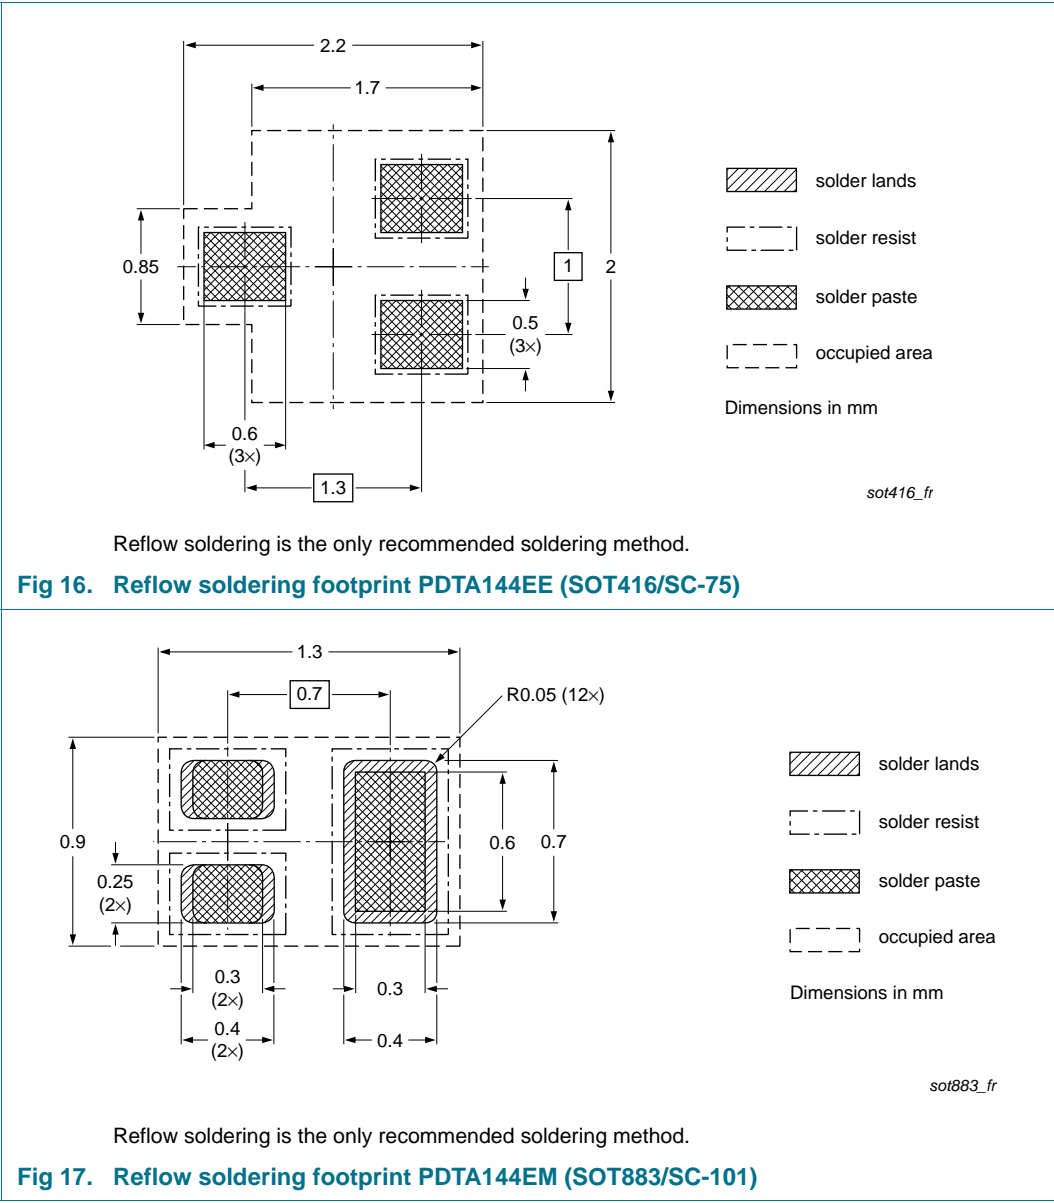 2.2
1.7
0.85
1
2
0.5
(3×)
0.6
(3×)
1.3
solder lands
solder resist
solder paste
occupied area
Dimensions in mm
sot416_fr
Reflow soldering is the only recommended soldering method.
Fig 16. Reflow soldering footprint PDTA144EE (SOT416/SC-75)
1.3
0.7
R0.05 (12×)
0.9
0.25
(2×)
0.6
0.7
0.3
(2×)
0.3
0.4
(2×)
0.4
solder lands
solder resist
solder paste
occupied area
Dimensions in mm
sot883_fr
Reflow soldering is the only recommended soldering method.
Fig 17. Reflow soldering footprint PDTA144EM (SOT883/SC-101)